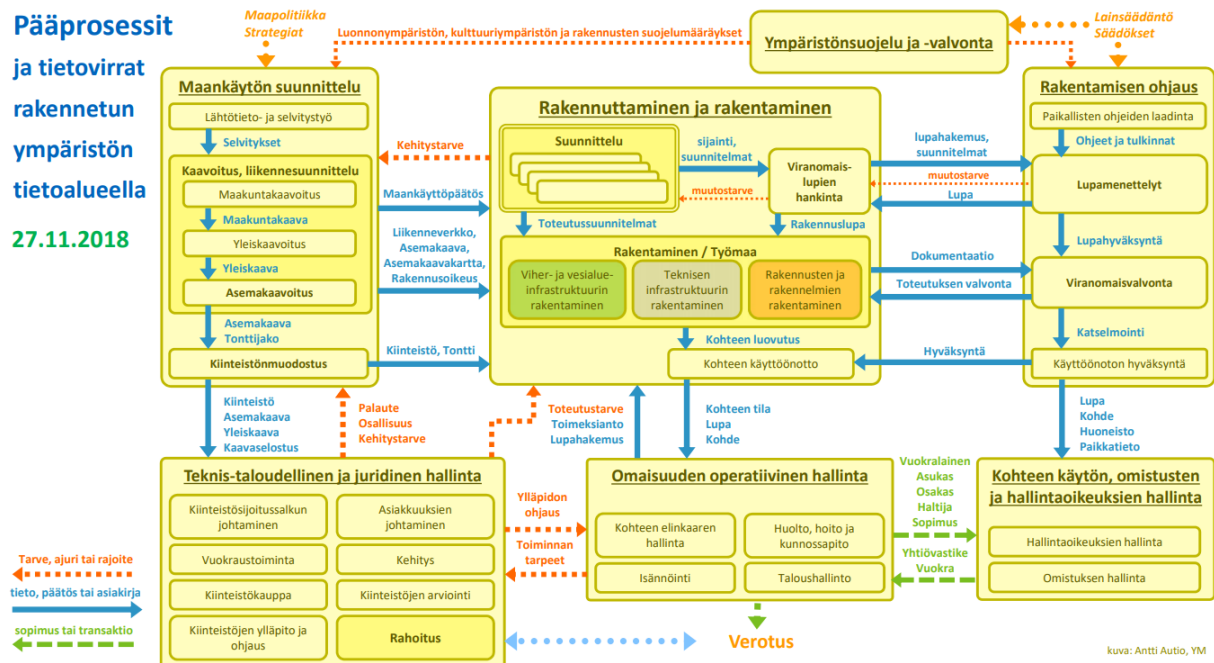 Pääprosessit
ja tietovirrat
rakennetun
ympäristön
tietoalueella
27.11.2018
Maapolitiikka
Strategiat
Luonnonympäristön, kulttuuriympäristön ja rakennusten suojelumääräykset
Ympäristönsuojelu ja -valvonta
Lainsäädäntö
Säädökset
Maankäytön suunnittelu
Lähtötieto- ja selvitystyö
Selvitykset
Kaavoitus, liikennesuunnittelu
Maakuntakaavoitus
Maakuntakaava
Yleiskaavoitus
Yleiskaava
Asemakaavoitus
Asemakaava
Tonttijako
Kiinteistönmuodostus
Kehitystarve
Maankäyttöpäätös
Liikenneverkko,
Asemakaava,
Asemakaavakartta,
Rakennusoikeus
Kiinteistö, Tontti
Rakennuttaminen ja rakentaminen
Suunnittelu
sijainti,
suunnitelmat
muutostarve
Viranomais-
lupien
hankinta
Toteutussuunnitelmat
Rakennuslupa
Rakentaminen / Työmaa
Viher- ja vesialue-
infrastruktuurin
rakentaminen
Teknisen
infrastruktuurin
rakentaminen
Rakennusten ja
rakennelmien
rakentaminen
Kohteen luovutus
Kohteen käyttöönotto
lupahakemus,
suunnitelmat
muutostarve
Lupa
Dokumentaatio
Toteutuksen valvonta
Hyväksyntä
Rakentamisen ohjaus
Paikallisten ohjeiden laadinta
Ohjeet ja tulkinnat
Lupamenettelyt
Lupahyväksyntä
Viranomaisvalvonta
Katselmointi
Käyttöönoton hyväksyntä
Kiinteistö
Asemakaava
Yleiskaava
Kaavaselostus
Palaute
Osallisuus
Kehitystarve
Toteutustarve
Toimeksianto
Lupahakemus
Kohteen tila
Lupa
Kohde
Lupa
Kohde
Huoneisto
Paikkatieto
Teknis-taloudellinen ja juridinen hallinta
Kiinteistösijoitussalkun
johtaminen
Asiakkuuksien
johtaminen
Vuokraustoiminta
Kehitys
Kiinteistökauppa
Kiinteistöjen arviointi
Kiinteistöjen ylläpito ja
ohjaus
Rahoitus
Ylläpidon
ohjaus
Toiminnan
tarpeet
Omaisuuden operatiivinen hallinta
Kohteen elinkaaren
hallinta
Huolto, hoito ja
kunnossapito
Isännöinti
Taloushallinto
Verotus
Vuokralainen
Asukas
Osakas
Haltija
Sopimus
Yhtiövastike
Vuokra
Kohteen käytön, omistusten
ja hallintaoikeuksien hallinta
Hallintaoikeuksien hallinta
Omistuksen hallinta
Tarve, ajuri tai rajoite
tieto, päätös tai asiakirja
sopimus tai transaktio
kuva: Antti Autio, YM